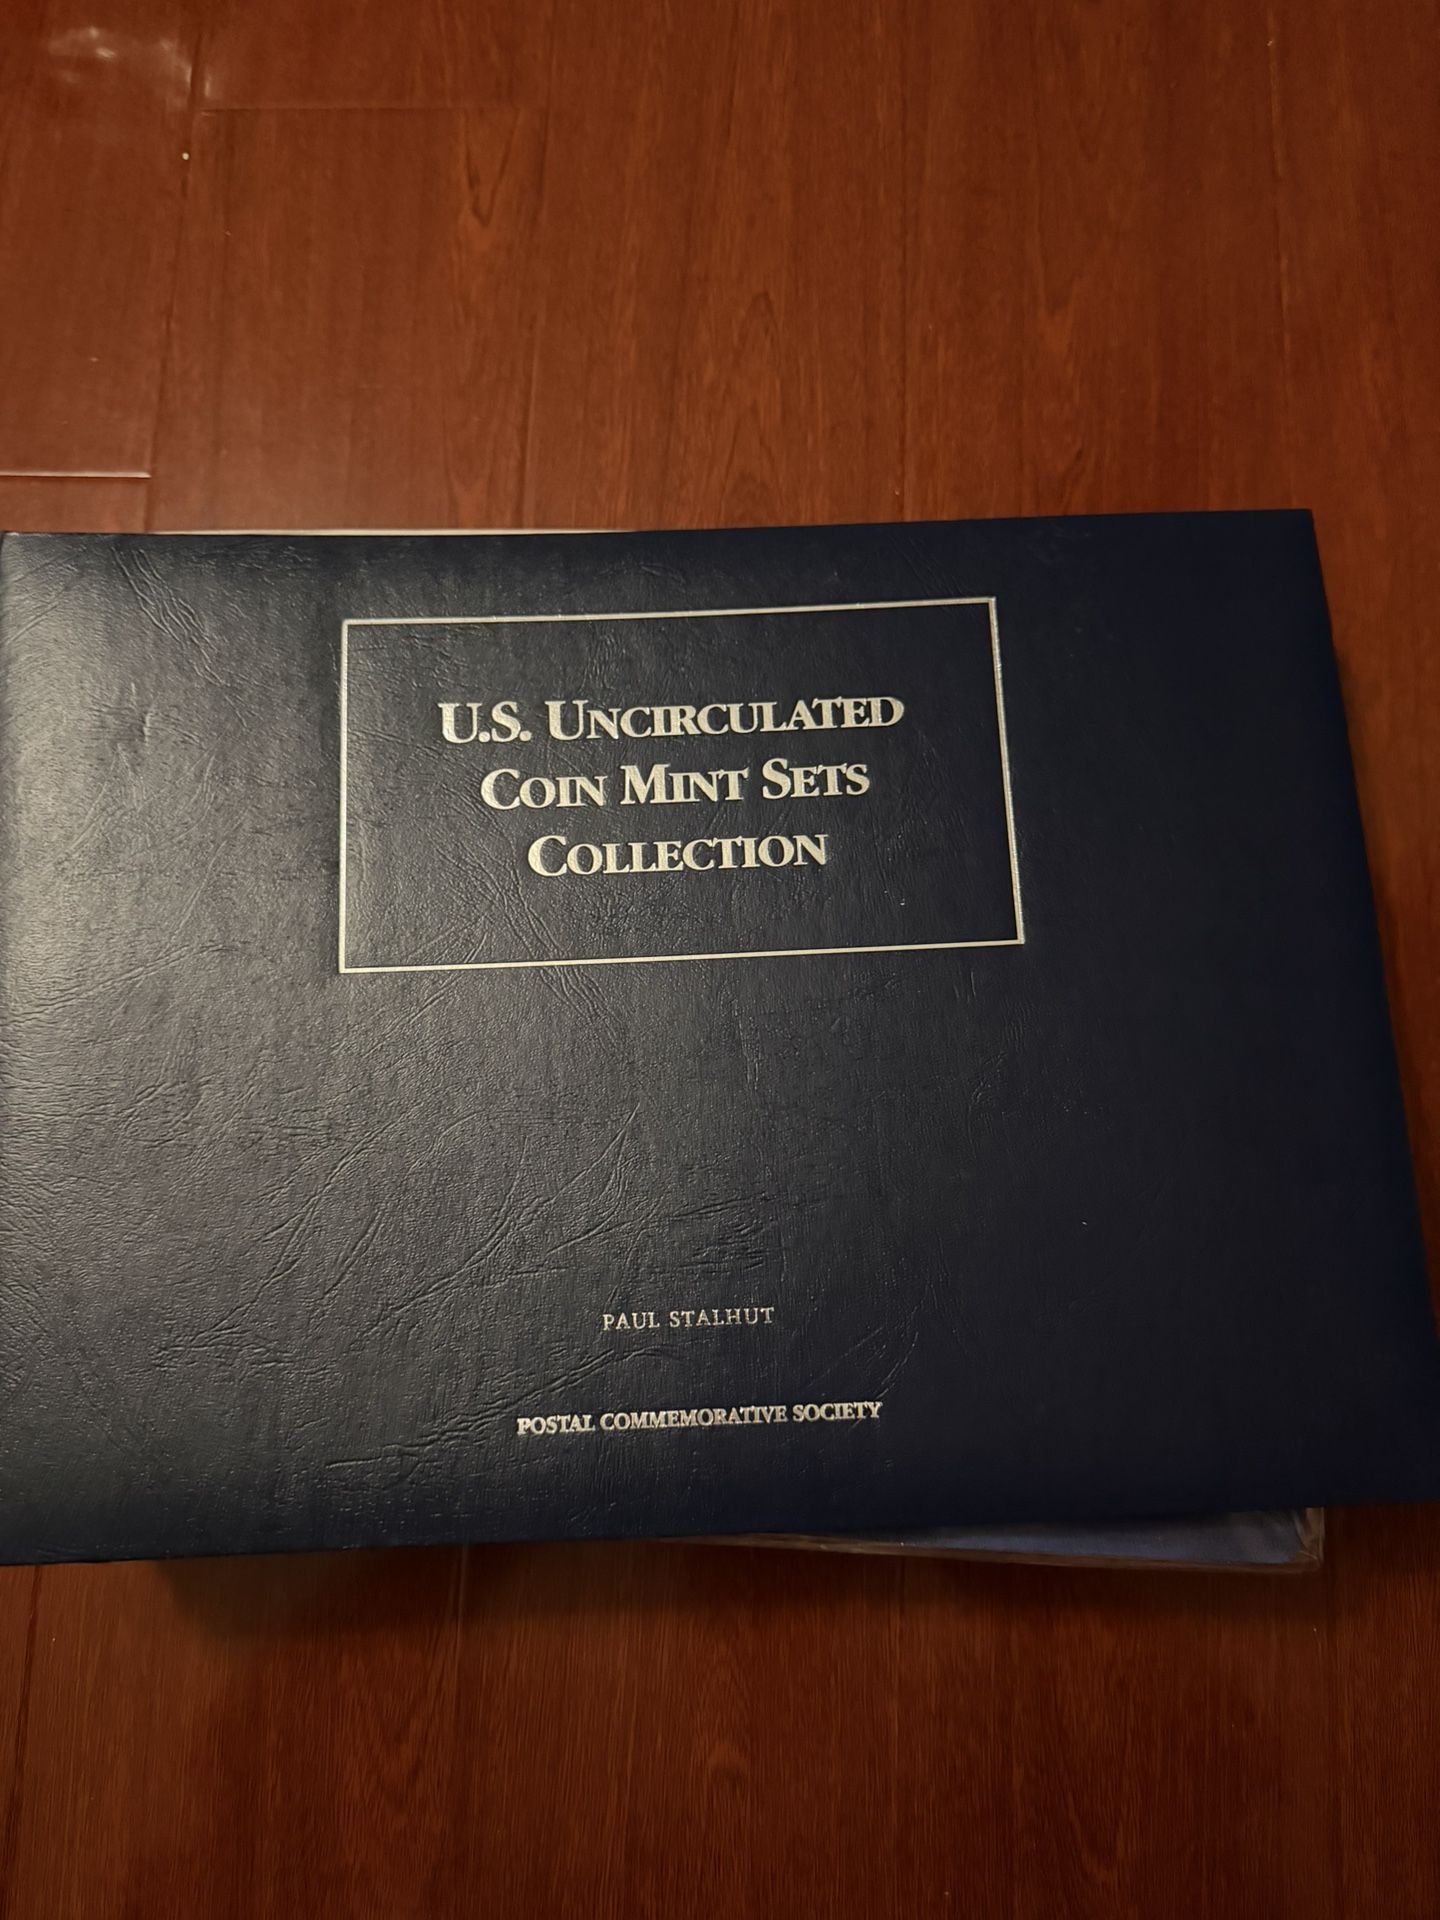 U.S. UNCIRCULATED
COIN MINT SETS
COLLECTION
PAUL STALHUT
POSTAL COMMEMORATIVE SOCIETY